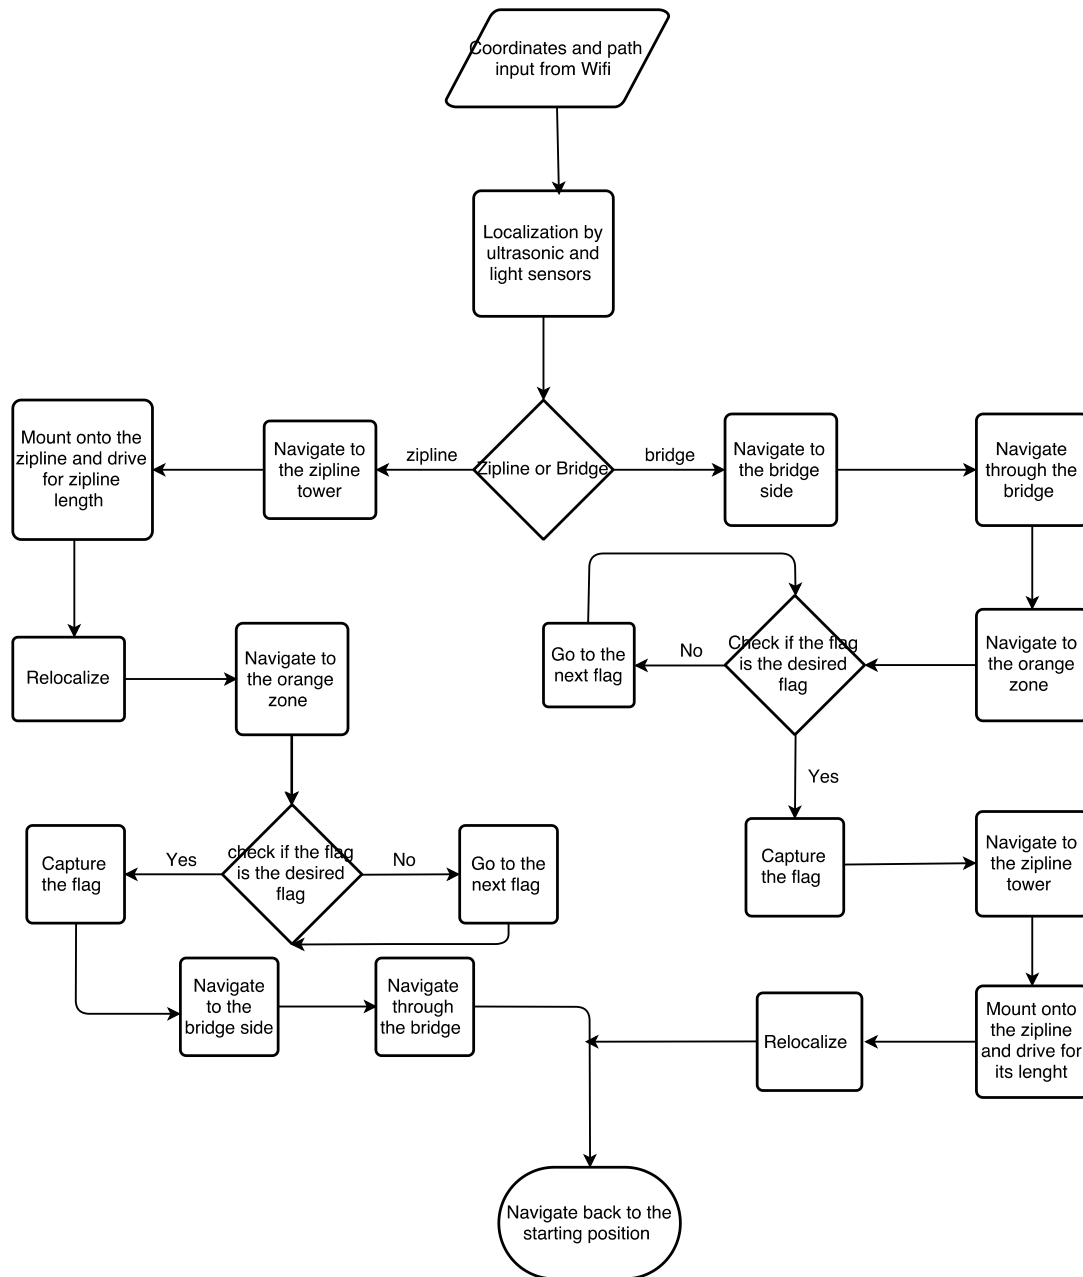 Coordinates and path
input from Wifi
Localization by
ultrasonic and
light sensors
Mount onto the
zipline and drive
for zipline
length
Navigate to
the zipline
tower
zipline
Zipline or Bridge
bridge
Navigate to
the bridge
side
Navigate
through the
bridge
Relocalize
Navigate to
the orange
zone
Go to the
next flag
No
Check if the flag
is the desired
flag
Navigate to
the orange
zone
Yes
Capture
the flag
Yes
check if the flag
is the desired
flag
No
Go to the
next flag
Capture
the flag
Navigate to
the zipline
tower
Navigate
to the
bridge side
Navigate
through
the bridge
Relocalize
Mount onto
the zipline
and drive for
its lenght
Navigate back to the
starting position